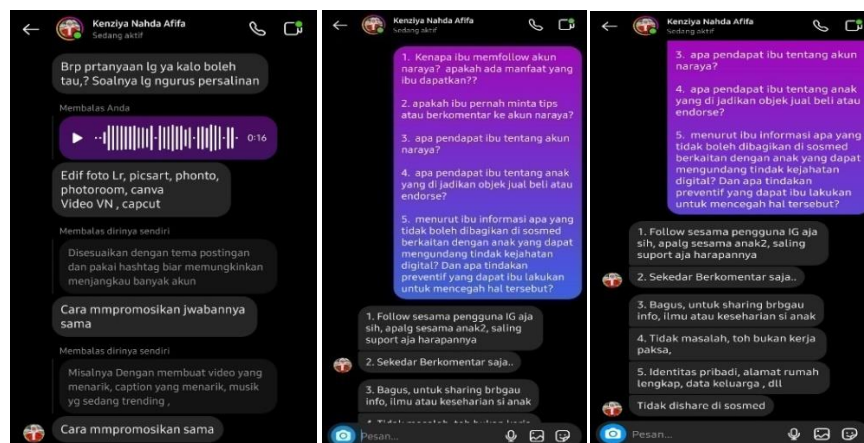 Kenziya Nahda Afifa
Sedang aktif
Brp prtanyaan lg ya kalo boleh
tau,? Soalnya lg ngurus persalinan
Membalas Anda
0:16
Edif foto Lr, picsart, phonto,
photoroom, canva
Video VN , capcut
Membalas dirinya sendiri
Disesuaikan dengan tema postingan
dan pakai hashtag biar memungkinkan
menjangkau banyak akun
Cara mmpromosikan jwabannya
sama
Membalas dirinya sendiri
Misalnya Dengan membuat video yang
menarik, caption yang menarik, musik
yg sedang trending ,
Cara mmpromosikan sama
Kenziya Nahda Afifa
Sedang aktif
1. Kenapa ibu memfollow akun
naraya? apakah ada manfaat yang
ibu dapatkan??
2. apakah ibu pernah minta tips
atau berkomentar ke akun naraya?
3. apa pendapat ibu tentang akun
naraya?
4. apa pendapat ibu tentang anak
yang di jadikan objek jual beli atau
endorse?
5. menurut ibu informasi apa yang
tidak boleh dibagikan di sosmed
berkaitan dengan anak yang dapat
mengundang tindak kejahatan
digital? Dan apa tindakan
preventif yang dapat ibu lakukan
untuk mencegah hal tersebut?
1. Follow sesama pengguna IG aja
sih, apalg sesama anak2, saling
suport aja harapannya
2. Sekedar Berkomentar saja..
3. Bagus, untuk sharing brbgau
info, ilmu atau keseharian si anak
4. Tidak masalah, toh bukan kerja
Pesan...
Kenziya Nahda Afifa
Sedang aktif
3. apa pendapat ibu tentang akun
naraya?
4. apa pendapat ibu tentang anak
yang di jadikan objek jual beli atau
endorse?
5. menurut ibu informasi apa yang
tidak boleh dibagikan di sosmed
berkaitan dengan anak yang dapat
mengundang tindak kejahatan
digital? Dan apa tindakan
preventif yang dapat ibu lakukan
untuk mencegah hal tersebut?
1. Follow sesama pengguna IG aja
sih, apalg sesama anak2, saling
suport aja harapannya
2. Sekedar Berkomentar saja..
3. Bagus, untuk sharing brbgau
info, ilmu atau keseharian si anak
4. Tidak masalah, toh bukan kerja
paksa,
5. Identitas pribadi, alamat rumah
lengkap, data keluarga , dll
Tidak dishare di sosmed
Pesan...